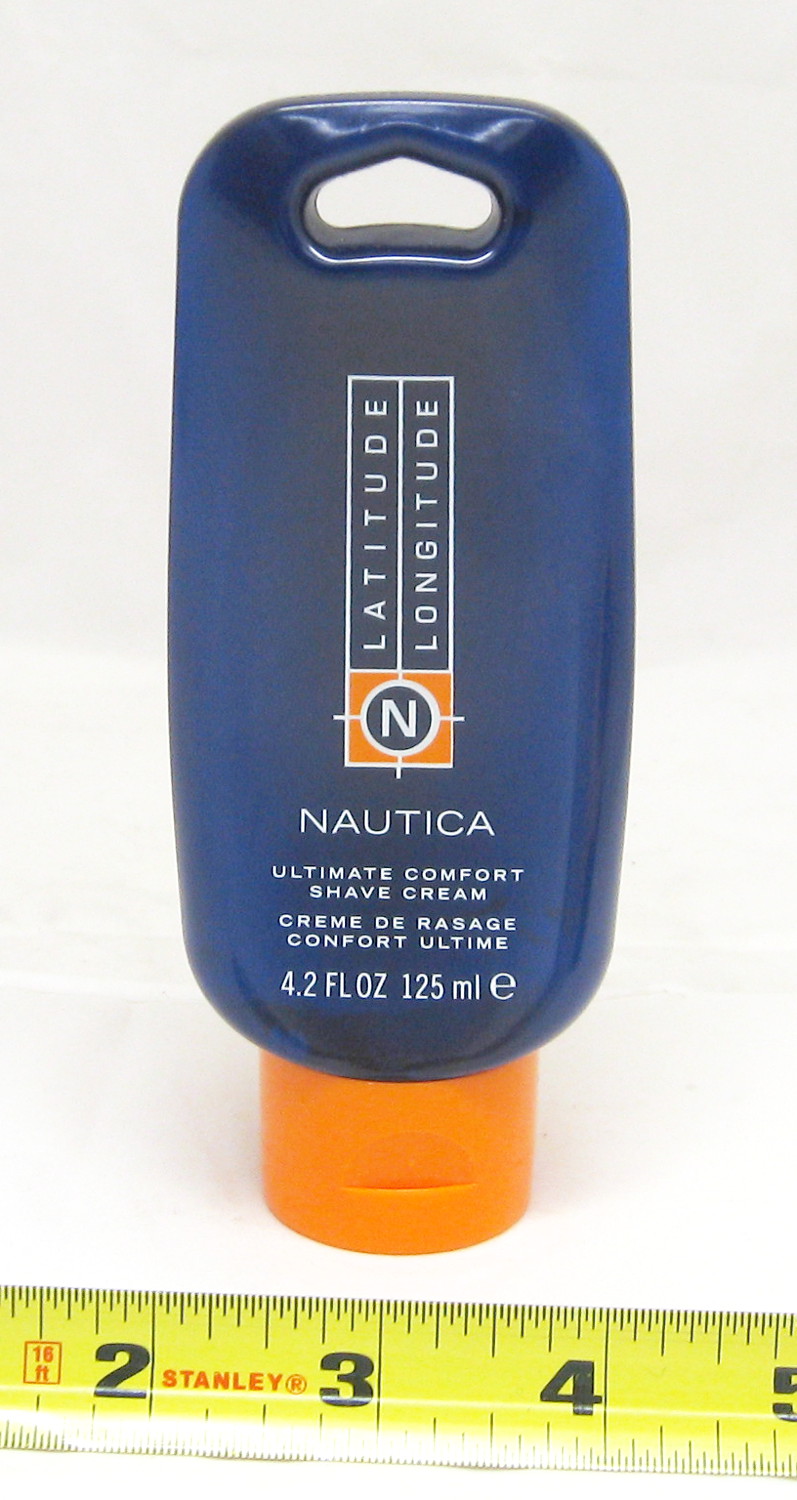 LATITUDE
LONGITUDE
N
NAUTICA
ULTIMATE COMFORT
SHAVE CREAM
CREME DE RASAGE
CONFORT ULTIME
4.2 FL OZ 125 ml e
16
ft
2 STANLEY® 3 4 5